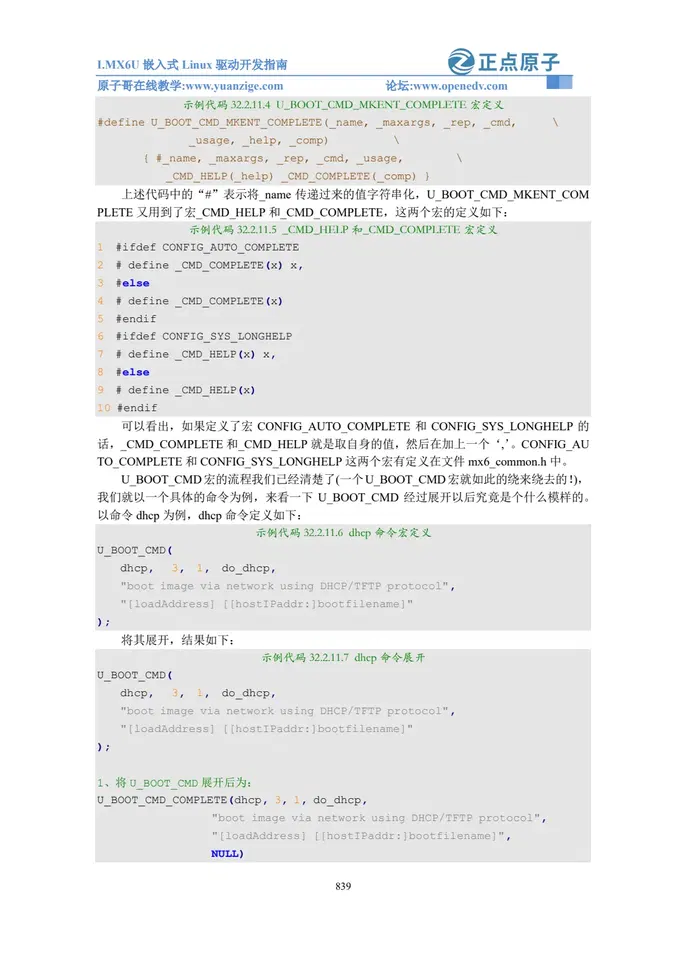 I.MX6U 嵌入式 Linux 驱动开发指南
正点原子
原子哥在线教学:www.yuanzige.com 论坛:www.openedv.com
示例代码 32.2.11.4 U_BOOT_CMD_MKENT_COMPLETE 宏定义
#define U_BOOT_CMD_MKENT_COMPLETE(_name, _maxargs, _rep, _cmd, \
_usage, _help, _comp) \
{ #_name, _maxargs, _rep, _cmd, _usage, \
_CMD_HELP(_help) _CMD_COMPLETE(_comp) }
上述代码中的“#”表示将_name 传递过来的值字符串化，U_BOOT_CMD_MKENT_COM
PLETE 又用到了宏_CMD_HELP 和_CMD_COMPLETE，这两个宏的定义如下：
示例代码 32.2.11.5 _CMD_HELP 和_CMD_COMPLETE 宏定义
1 #ifdef CONFIG_AUTO_COMPLETE
2 # define _CMD_COMPLETE(x) x,
3 #else
4 # define _CMD_COMPLETE(x)
5 #endif
6 #ifdef CONFIG_SYS_LONGHELP
7 # define _CMD_HELP(x) x,
8 #else
9 # define _CMD_HELP(x)
10 #endif
可以看出，如果定义了宏 CONFIG_AUTO_COMPLETE 和 CONFIG_SYS_LONGHELP 的
话，_CMD_COMPLETE 和_CMD_HELP 就是取自身的值，然后在加上一个‘,’。CONFIG_AU
TO_COMPLETE 和 CONFIG_SYS_LONGHELP 这两个宏有定义在文件 mx6_common.h 中。
U_BOOT_CMD 宏的流程我们已经清楚了(一个 U_BOOT_CMD 宏就如此的绕来绕去的！)，
我们就以一个具体的命令为例，来看一下 U_BOOT_CMD 经过展开以后究竟是个什么模样的。
以命令 dhcp 为例，dhcp 命令定义如下：
示例代码 32.2.11.6 dhcp 命令宏定义
U_BOOT_CMD(
dhcp, 3, 1, do_dhcp,
"boot image via network using DHCP/TFTP protocol",
"[loadAddress] [[hostIPaddr:]bootfilename]"
);
将其展开，结果如下：
示例代码 32.2.11.7 dhcp 命令展开
U_BOOT_CMD(
dhcp, 3, 1, do_dhcp,
"boot image via network using DHCP/TFTP protocol",
"[loadAddress] [[hostIPaddr:]bootfilename]"
);
1、将 U_BOOT_CMD 展开后为：
U_BOOT_CMD_COMPLETE(dhcp, 3, 1, do_dhcp,
"boot image via network using DHCP/TFTP protocol",
"[loadAddress] [[hostIPaddr:]bootfilename]",
NULL)
839